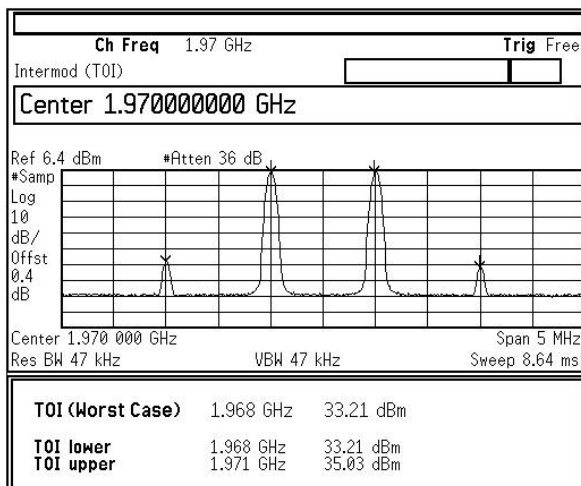 Ch Freq 1.97 GHz Trig Free
Intermod (TOI)
Center 1.970000000 GHz
Ref 6.4 dBm #Atten 36 dB
#Samp
Log
10
dB/
Offst
0.4
dB
Center 1.970 000 GHz Span 5 MHz
Res BW 47 kHz VBW 47 kHz Sweep 8.64 ms
TOI (Worst Case) 1.968 GHz 33.21 dBm
TOI lower 1.968 GHz 33.21 dBm
TOI upper 1.971 GHz 35.03 dBm